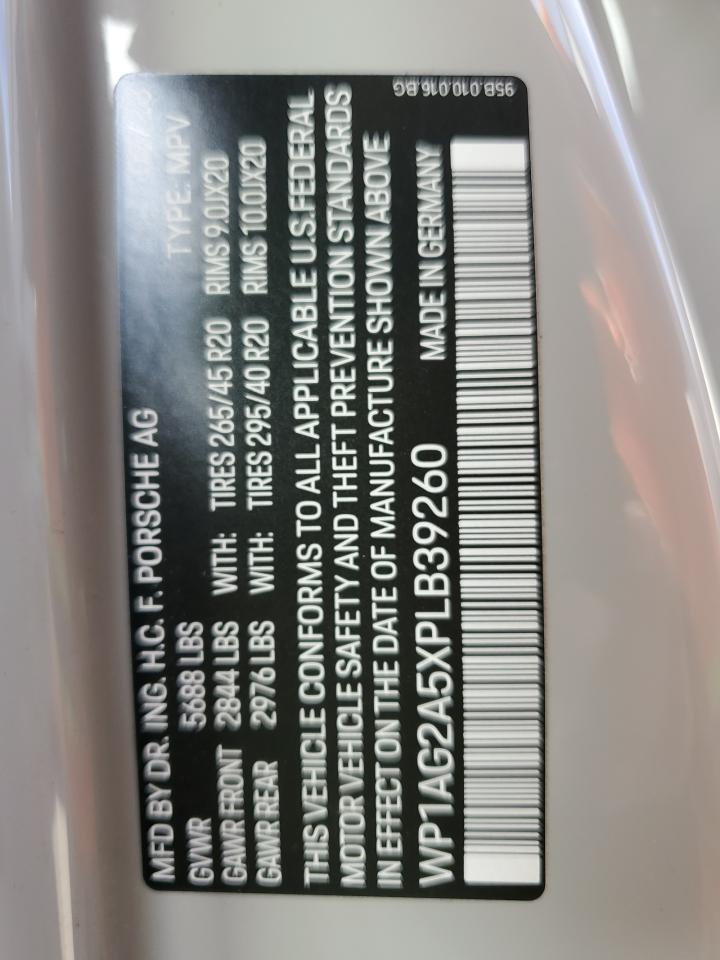 MFD BY DR. ING. H.C. F. PORSCHE AG
TYPE: MPV
GVWR 5688 LBS
GAWR FRONT 2844 LBS WITH: TIRES 265/45 R20 RIMS 9.0JX20
GAWR REAR 2976 LBS WITH: TIRES 295/40 R20 RIMS 10.0JX20
THIS VEHICLE CONFORMS TO ALL APPLICABLE U.S. FEDERAL
MOTOR VEHICLE SAFETY AND THEFT PREVENTION STANDARDS
IN EFFECT ON THE DATE OF MANUFACTURE SHOWN ABOVE
WP1AG2A5XPLB39260 MADE IN GERMANY
95B.010.016.BG